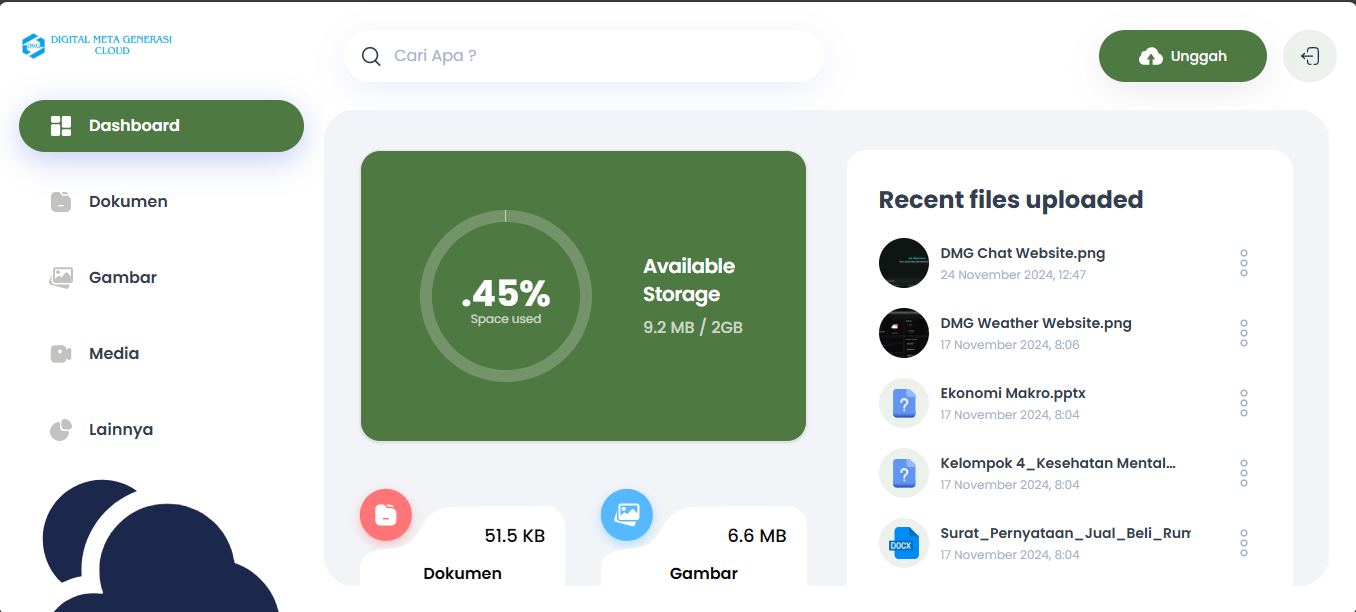 DMG
DIGITAL META GENERASI
CLOUD
Cari Apa ?
Unggah
Dashboard
Dokumen
Gambar
Media
Lainnya
.45%
Space used
Available
Storage
9.2 MB / 2GB
51.5 KB
Dokumen
6.6 MB
Gambar
Recent files uploaded
DMG Chat Website.png
24 November 2024, 12:47
DMG Weather Website.png
17 November 2024, 8:06
?
Ekonomi Makro.pptx
17 November 2024, 8:04
?
Kelompok 4_Kesehatan Mental...
17 November 2024, 8:04
DOCX
Surat_Pernyataan_Jual_Beli_Rum
17 November 2024, 8:04